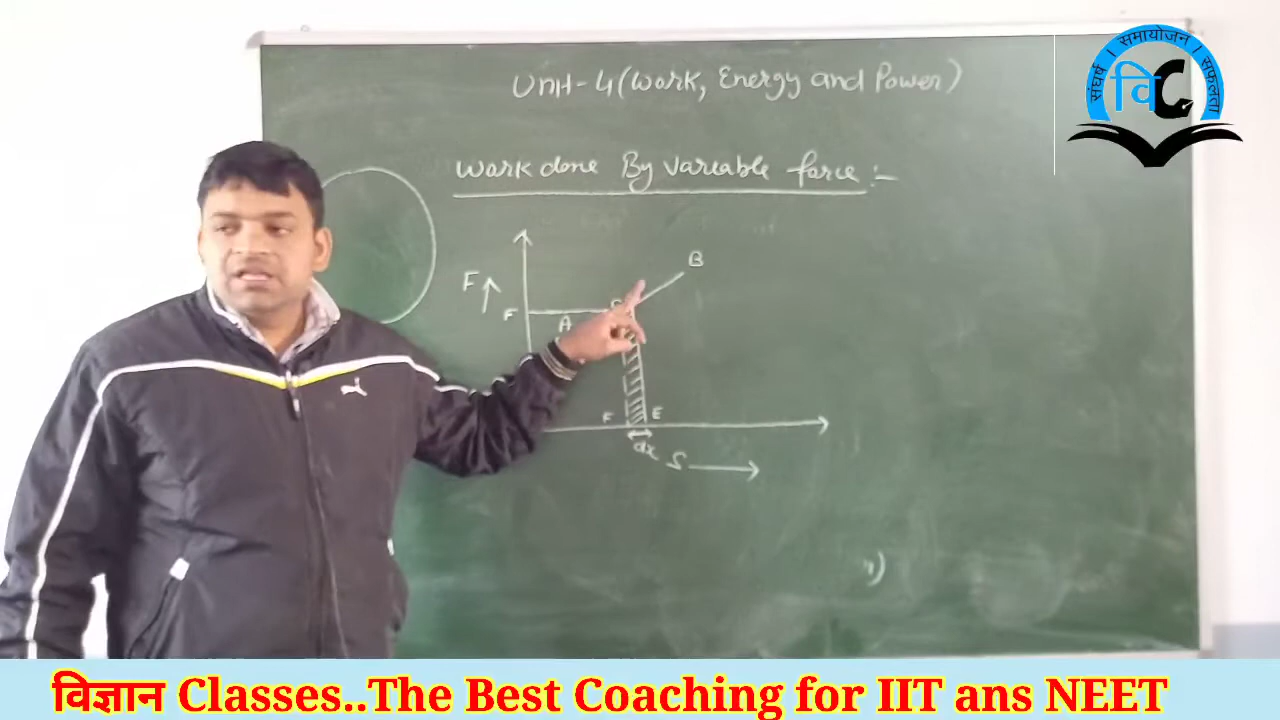 Unit-4 (Work, Energy and Power)
संघर्ष । समायोजन । सफलता
विC
Work done By Variable force :-
B
F
F
A
F E
dx
S
1)
विज्ञान Classes..The Best Coaching for IIT ans NEET